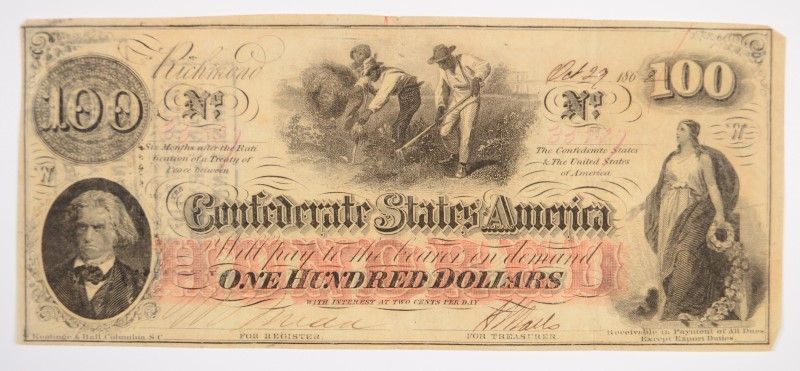 Richmond
Oct 29 1862
100
No
No
100
Six Months after the Rati
fication of a Treaty of
Peace between
The Confederate States
& The United States
of America
Confederate States America
Will pay to the bearer on demand
ONE HUNDRED DOLLARS
WITH INTEREST AT TWO CENTS PER DAY
FOR REGISTER.
FOR TREASURER.
Keatinge & Ball Columbia S.C
Receivable in Payment of All Dues
Except Export Duties.